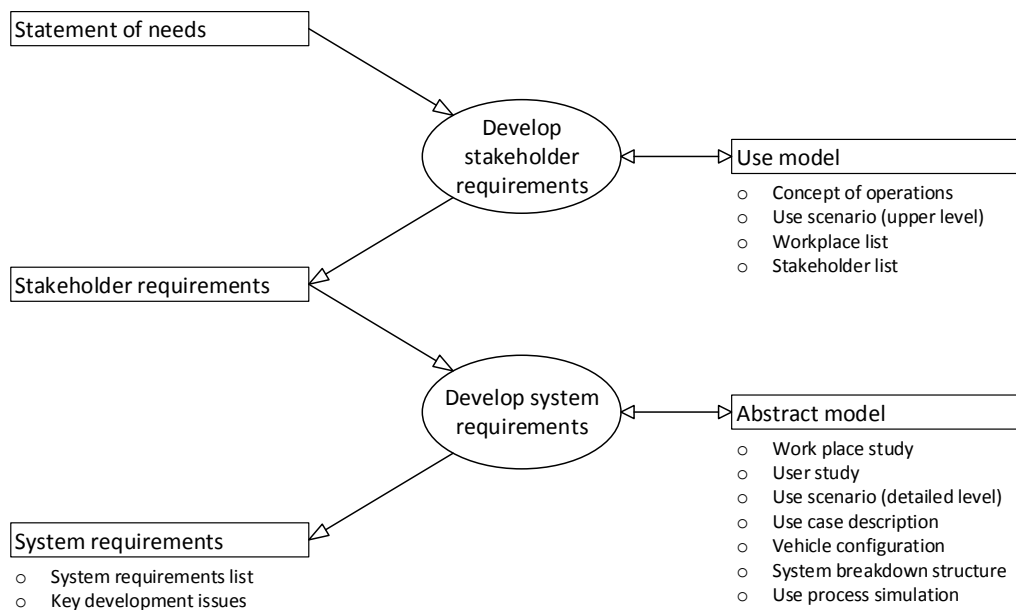 Statement of needs
Develop
stakeholder
requirements
Use model
○ Concept of operations
○ Use scenario (upper level)
○ Workplace list
○ Stakeholder list
Stakeholder requirements
Develop system
requirements
Abstract model
○ Work place study
○ User study
○ Use scenario (detailed level)
○ Use case description
○ Vehicle configuration
○ System breakdown structure
○ Use process simulation
System requirements
○ System requirements list
○ Key development issues